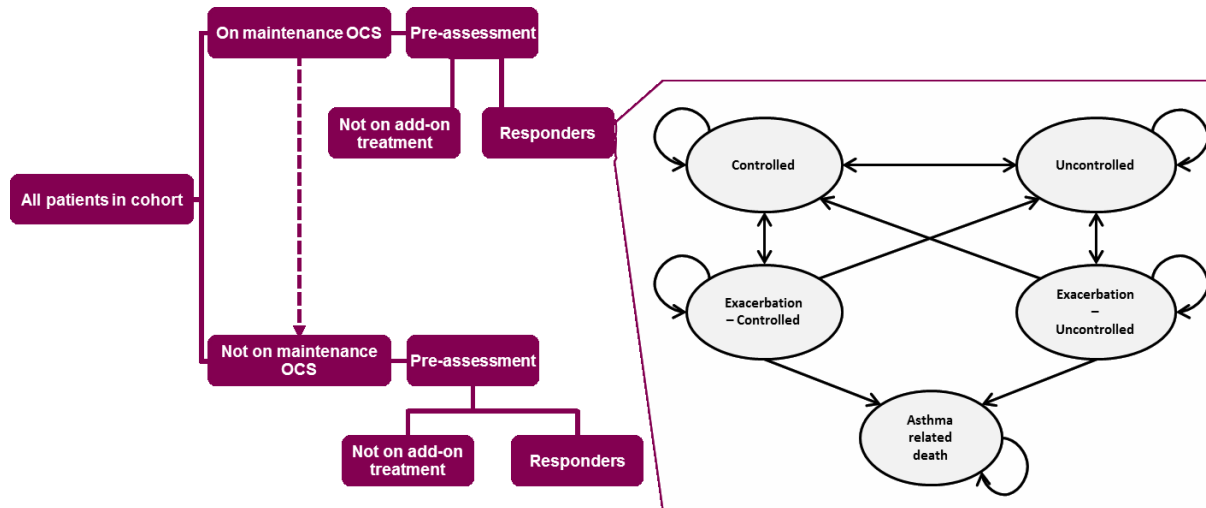 On maintenance OCS
Pre-assessment
Not on add-on
treatment
Responders
All patients in cohort
Not on maintenance
OCS
Pre-assessment
Not on add-on
treatment
Responders
Controlled
Uncontrolled
Exacerbation
– Controlled
Exacerbation
–
Uncontrolled
Asthma
related
death